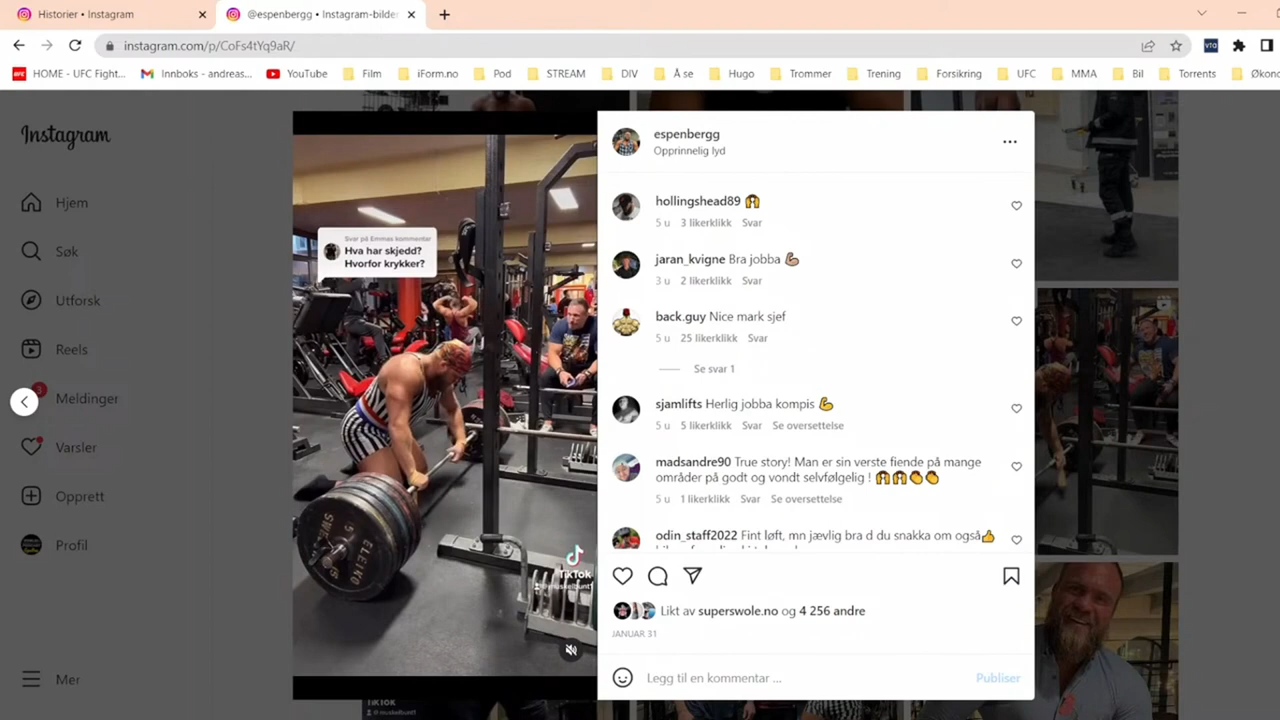 Historier • Instagram
@espenbergg • Instagram-bilder
instagram.com/p/CoFs4tYq9aR/
HOME - UFC Fight...
Innboks - andreas...
YouTube
Film
iForm.no
Pod
STREAM
DIV
Å se
Hugo
Trommer
Trening
Forsikring
UFC
MMA
Bil
Torrents
Økono
Instagram
Hjem
Søk
Utforsk
Reels
Meldinger
Varsler
Opprett
Profil
Mer
Svar på Emmas kommentar
Hva har skjedd?
Hvorfor krykker?
ELEIKO
TikTok
TikTok
espenbergg
Opprinnelig lyd
hollingshead89 🙌
5 u 3 likerklikk Svar
jaran_kvigne Bra jobba 💪
3 u 2 likerklikk Svar
back.guy Nice mark sjef
5 u 25 likerklikk Svar
Se svar 1
sjamlifts Herlig jobba kompis 💪
5 u 5 likerklikk Svar Se oversettelse
madsandre90 True story! Man er sin verste fiende på mange
områder på godt og vondt selvfølgelig ! 🙌🙌👏👏
5 u 1 likerklikk Svar Se oversettelse
odin_staff2022 Fint løft, mn jævlig bra d du snakka om også👍
Likt av superswole.no og 4 256 andre
JANUAR 31
Legg til en kommentar ...
Publiser